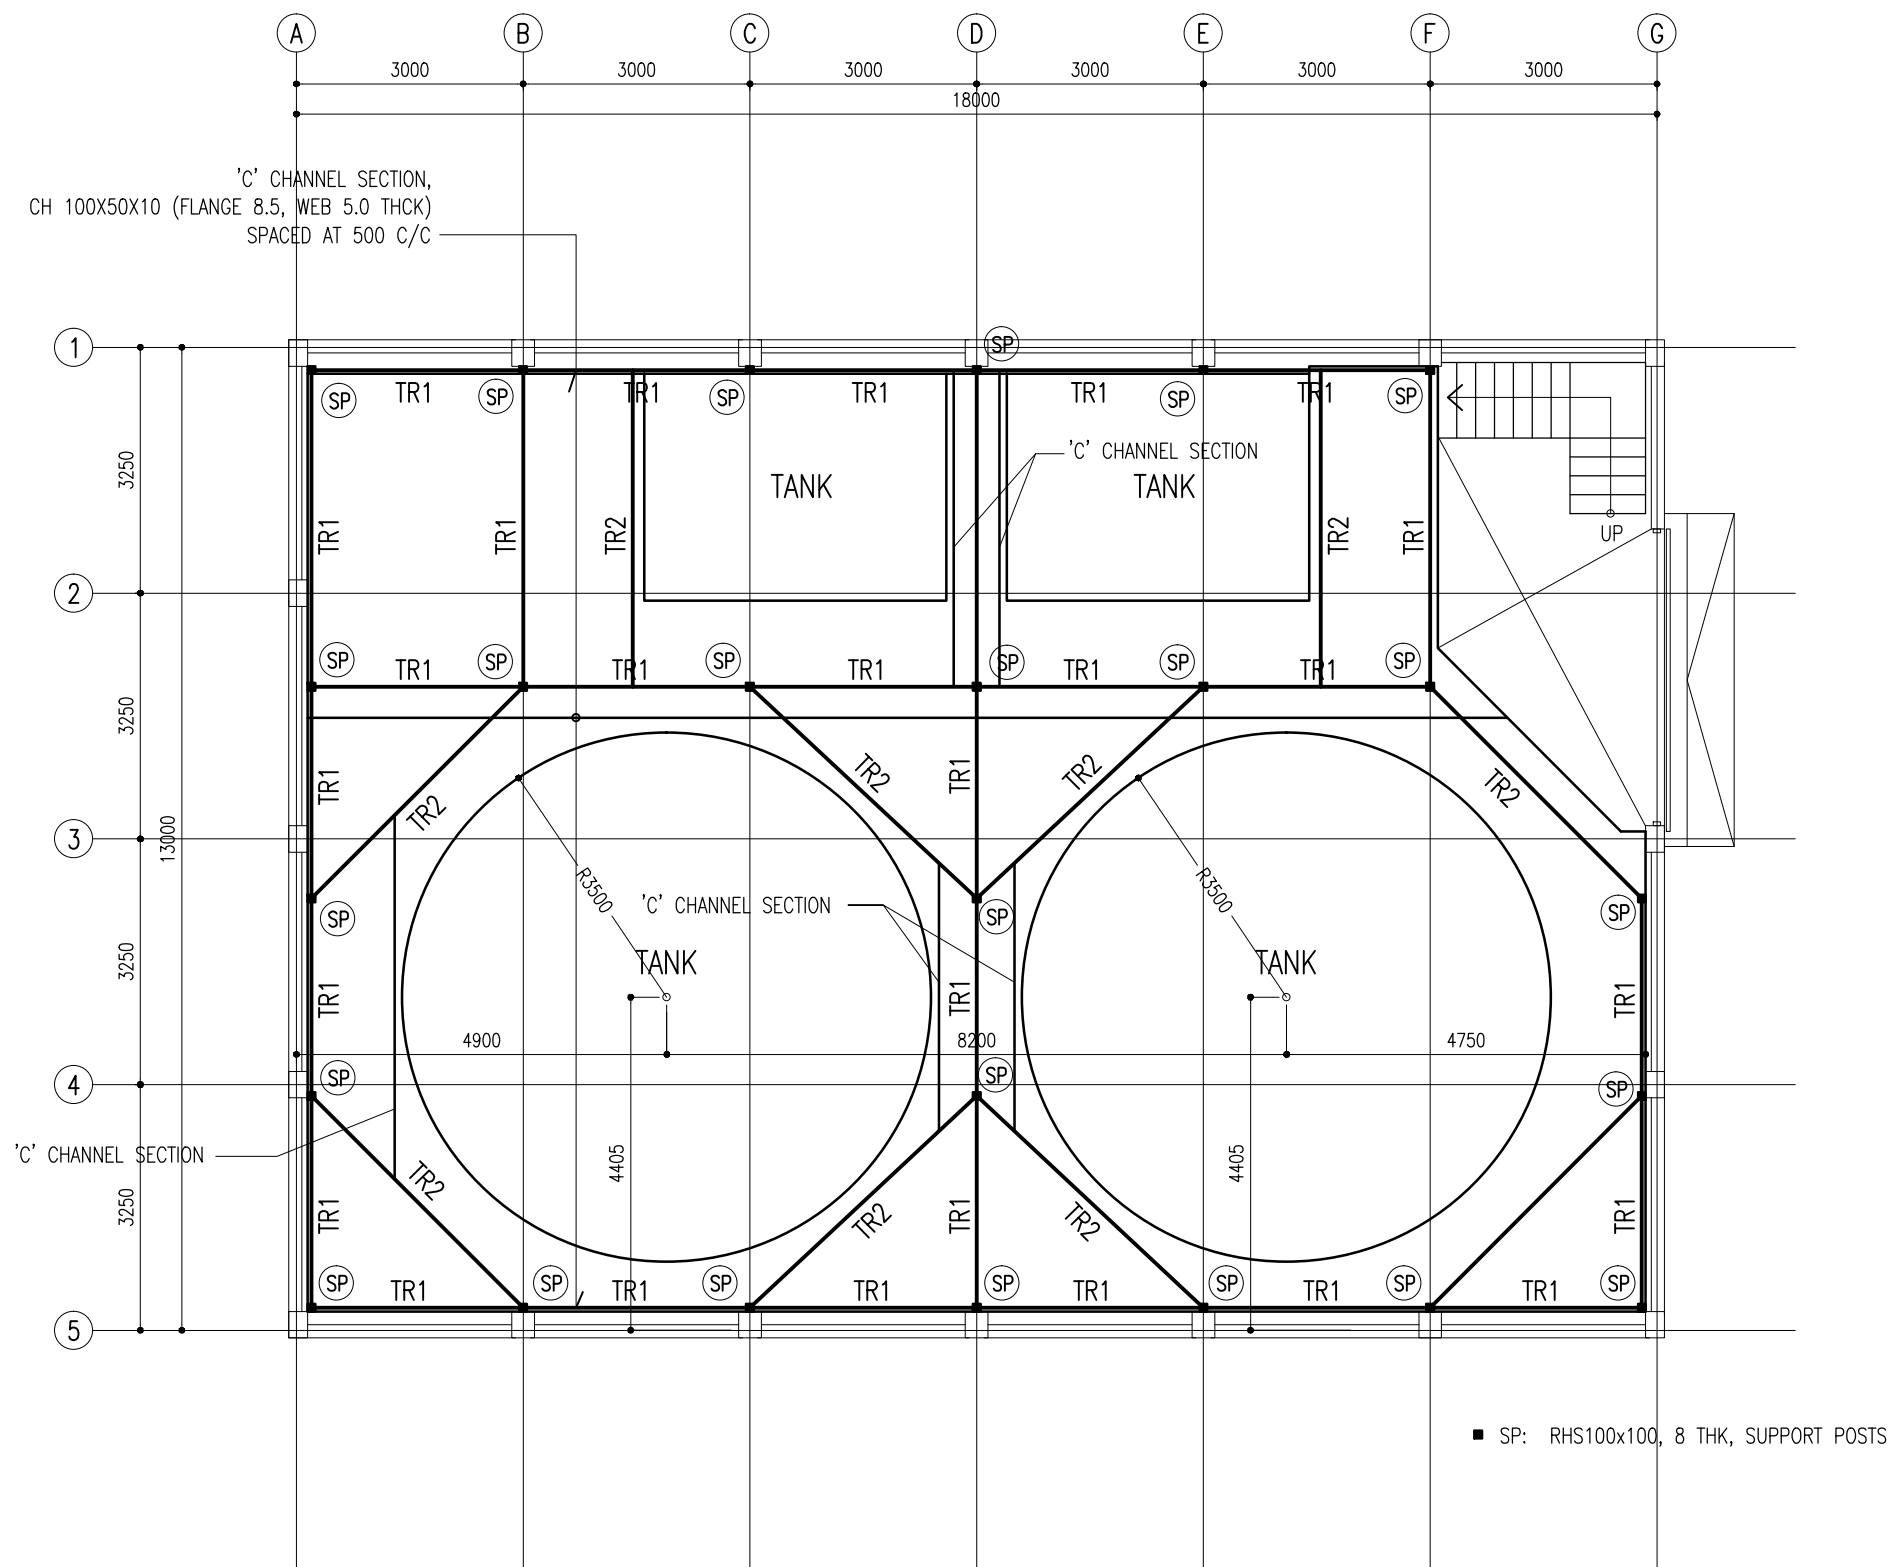 A B C D E F G
3000 3000 3000 3000 3000 3000
18000
'C' CHANNEL SECTION,
CH 100X50X10 (FLANGE 8.5, WEB 5.0 THCK)
SPACED AT 500 C/C
1
SP
TR1 TR1 TR1 TR1 TR1
SP SP SP SP SP
'C' CHANNEL SECTION
3250
TANK TANK
TR1 TR1 TR2 TR2 TR1
UP
2
SP SP SP SP SP SP
TR1 TR1 TR1 TR1 TR1
3250
TR1 TR2 TR2 TR1 TR2 TR2
3
13000
R3500 R3500
'C' CHANNEL SECTION
SP SP SP
3250
TANK TANK
TR1 TR1 TR1
4900 8200 4750
4
SP SP SP
'C' CHANNEL SECTION
4405 4405
3250
TR1 TR2 TR2 TR1 TR2 TR1
SP SP SP SP SP SP SP
TR1 TR1 TR1 TR1 TR1 TR1
5
SP: RHS100x100, 8 THK, SUPPORT POSTS